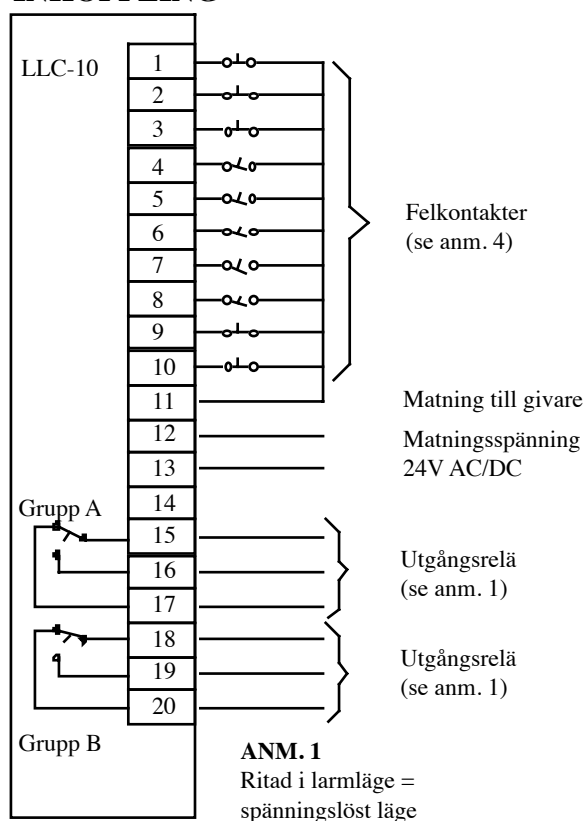 LLC-10
1
2
3
4
5
6
7
8
9
10
11
12
13
14
15
16
17
18
19
20
Felkontakter
(se anm. 4)
Matning till givare
Matningsspänning
24V AC/DC
Grupp A
Utgångsrelä
(se anm. 1)
Utgångsrelä
(se anm. 1)
Grupp B
ANM. 1
Ritad i larmläge =
spänningslöst läge